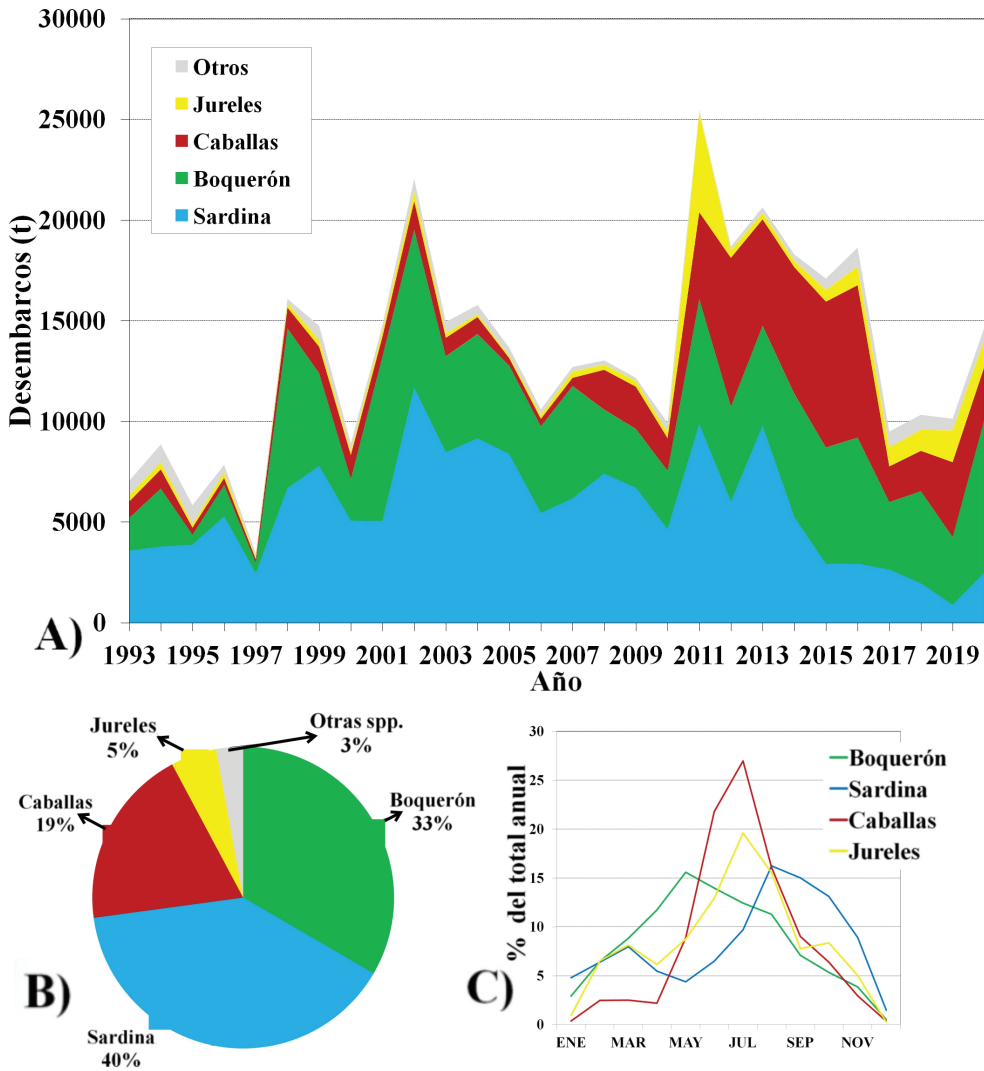 30000
25000
20000
15000
10000
5000
0
Desembarcos (t)
Otros
Jureles
Caballas
Boquerón
Sardina
A)
1993 1995 1996 1997 1999 2001 2003 2005 2007 2009 2011 2013 2015 2017 2019
Año
B)
Jureles
5%
Otras spp.
3%
Caballas
19%
Boquerón
33%
Sardina
40%
C)
% del total anual
30
25
20
15
10
5
0
Boquerón
Sardina
Caballas
Jureles
ENE MAR MAY JUL SEP NOV